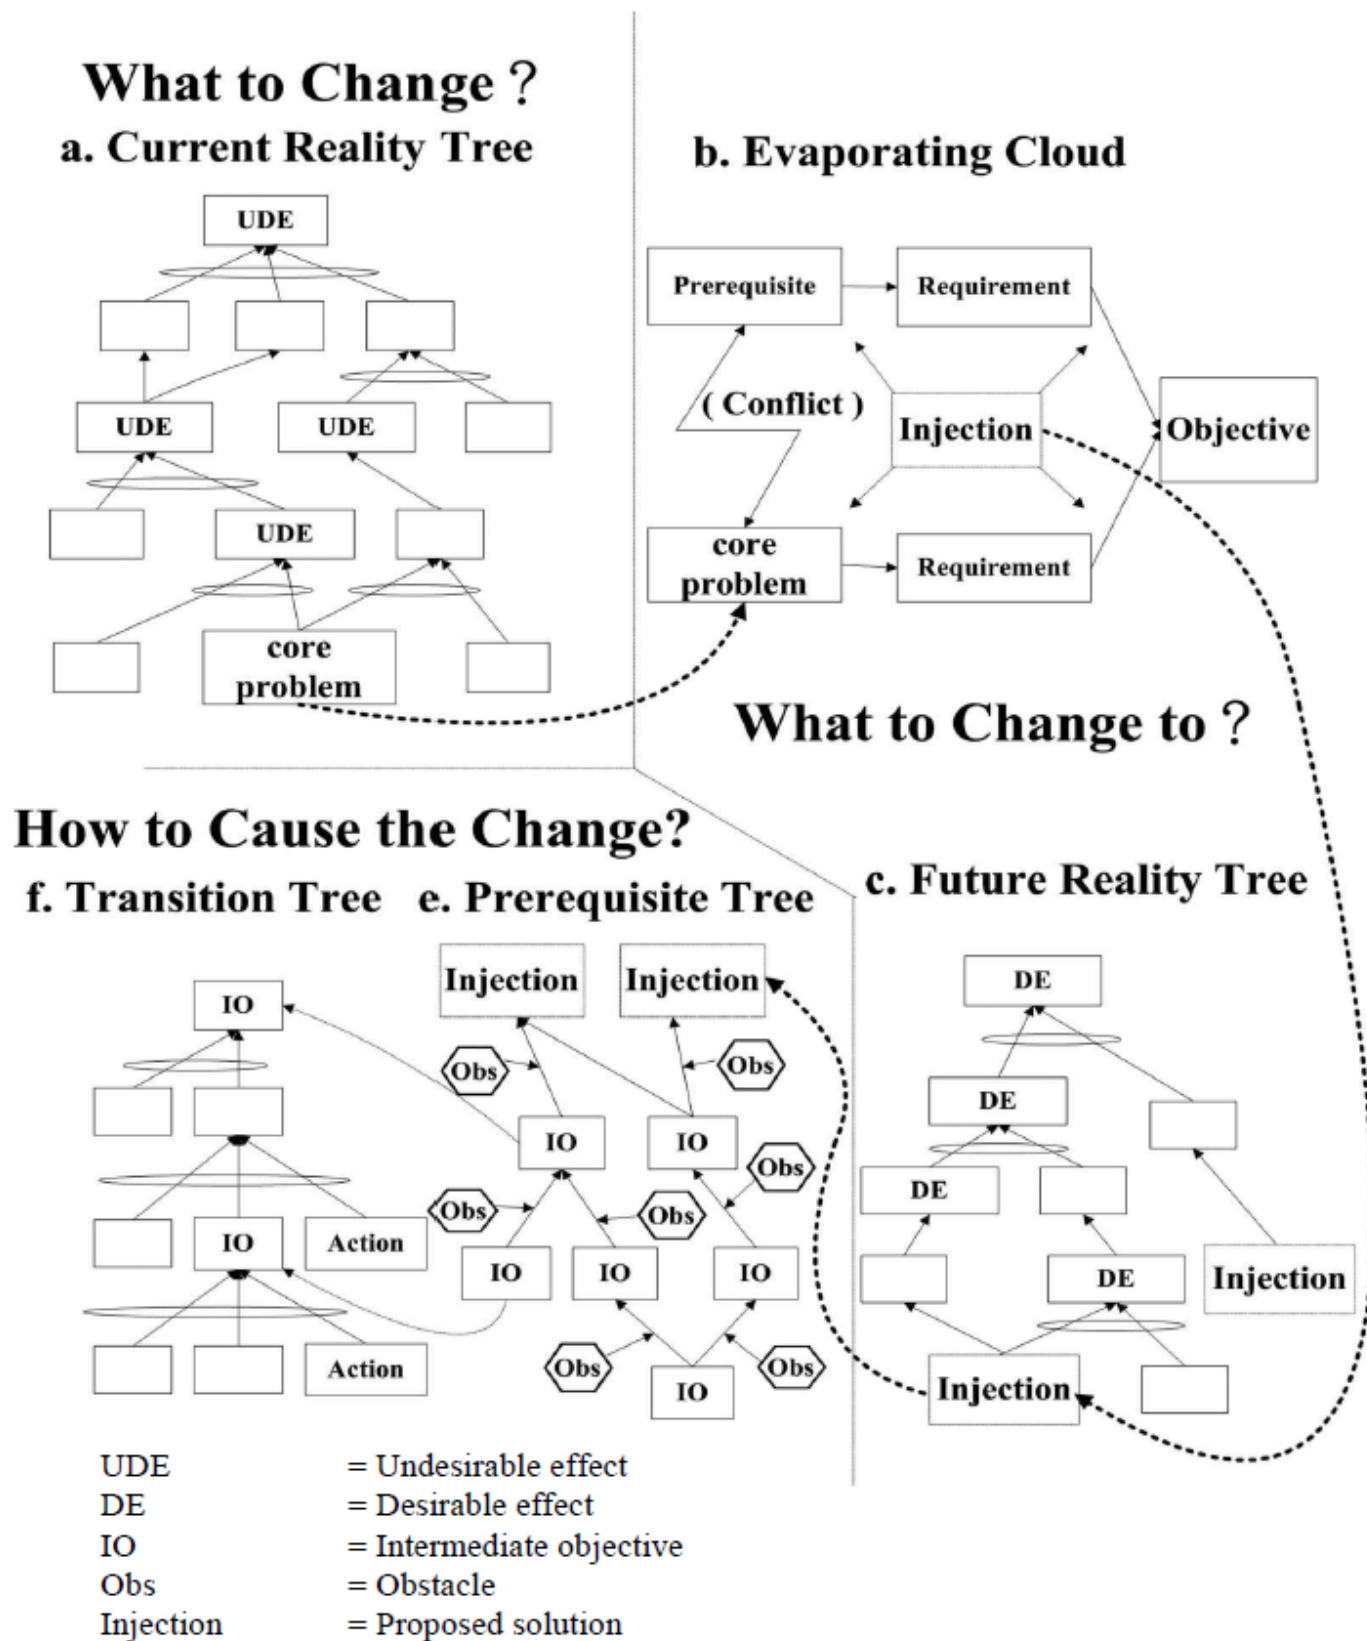 What to Change ?
a. Current Reality Tree
UDE
UDE
UDE
UDE
core
problem
b. Evaporating Cloud
Prerequisite
Requirement
( Conflict )
Injection
Objective
core
problem
Requirement
What to Change to ?
How to Cause the Change?
f. Transition Tree
IO
IO
Action
Action
e. Prerequisite Tree
Injection
Injection
Obs
Obs
IO
IO
Obs
Obs
Obs
IO
IO
IO
Obs
Obs
IO
c. Future Reality Tree
DE
DE
DE
DE
Injection
Injection
UDE = Undesirable effect
DE = Desirable effect
IO = Intermediate objective
Obs = Obstacle
Injection = Proposed solution